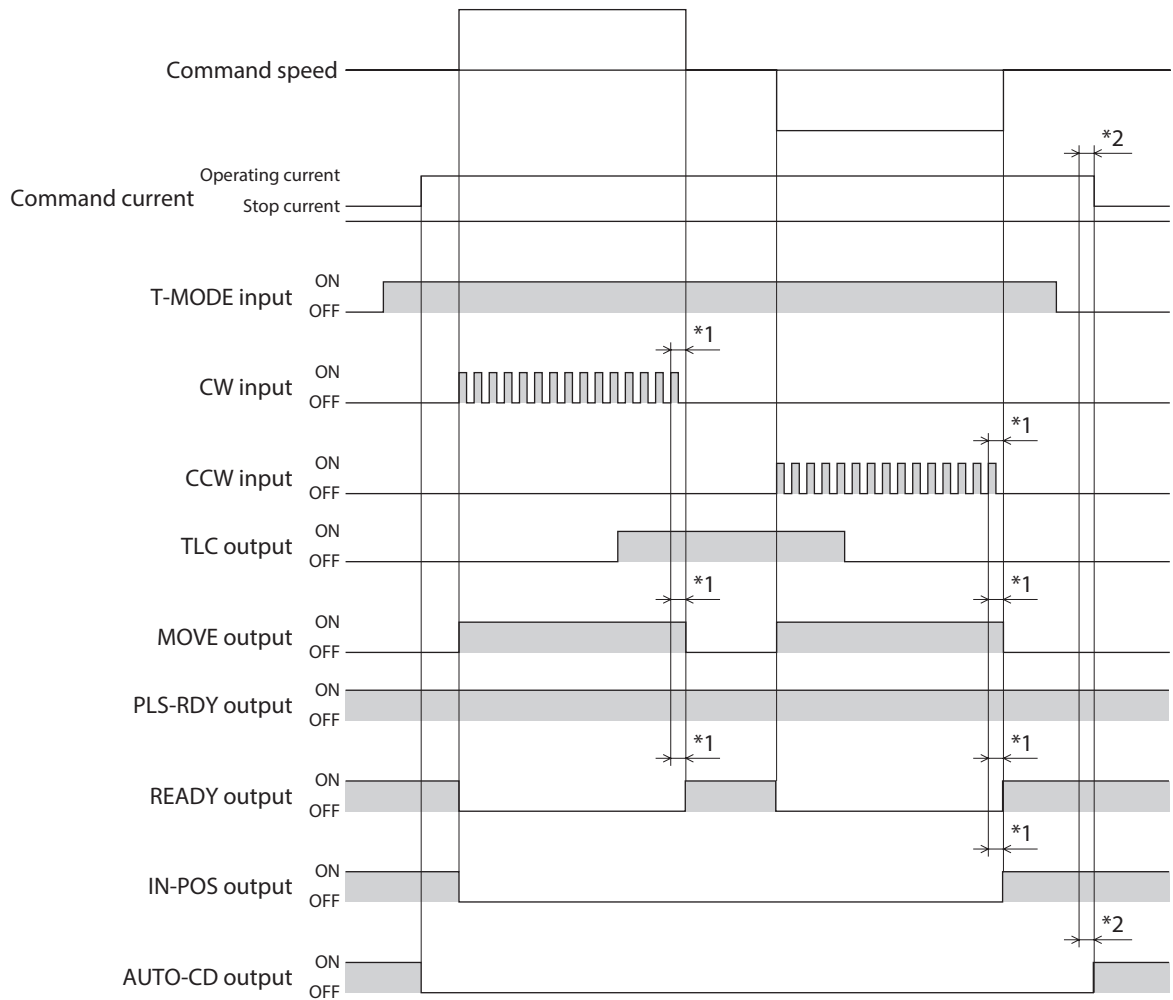 Command speed
*2
Command current
Operating current
Stop current
T-MODE input
ON
OFF
*1
CW input
ON
OFF
*1
CCW input
ON
OFF
TLC output
ON
OFF
*1
*1
MOVE output
ON
OFF
PLS-RDY output
ON
OFF
*1
*1
READY output
ON
OFF
*1
IN-POS output
ON
OFF
*2
AUTO-CD output
ON
OFF